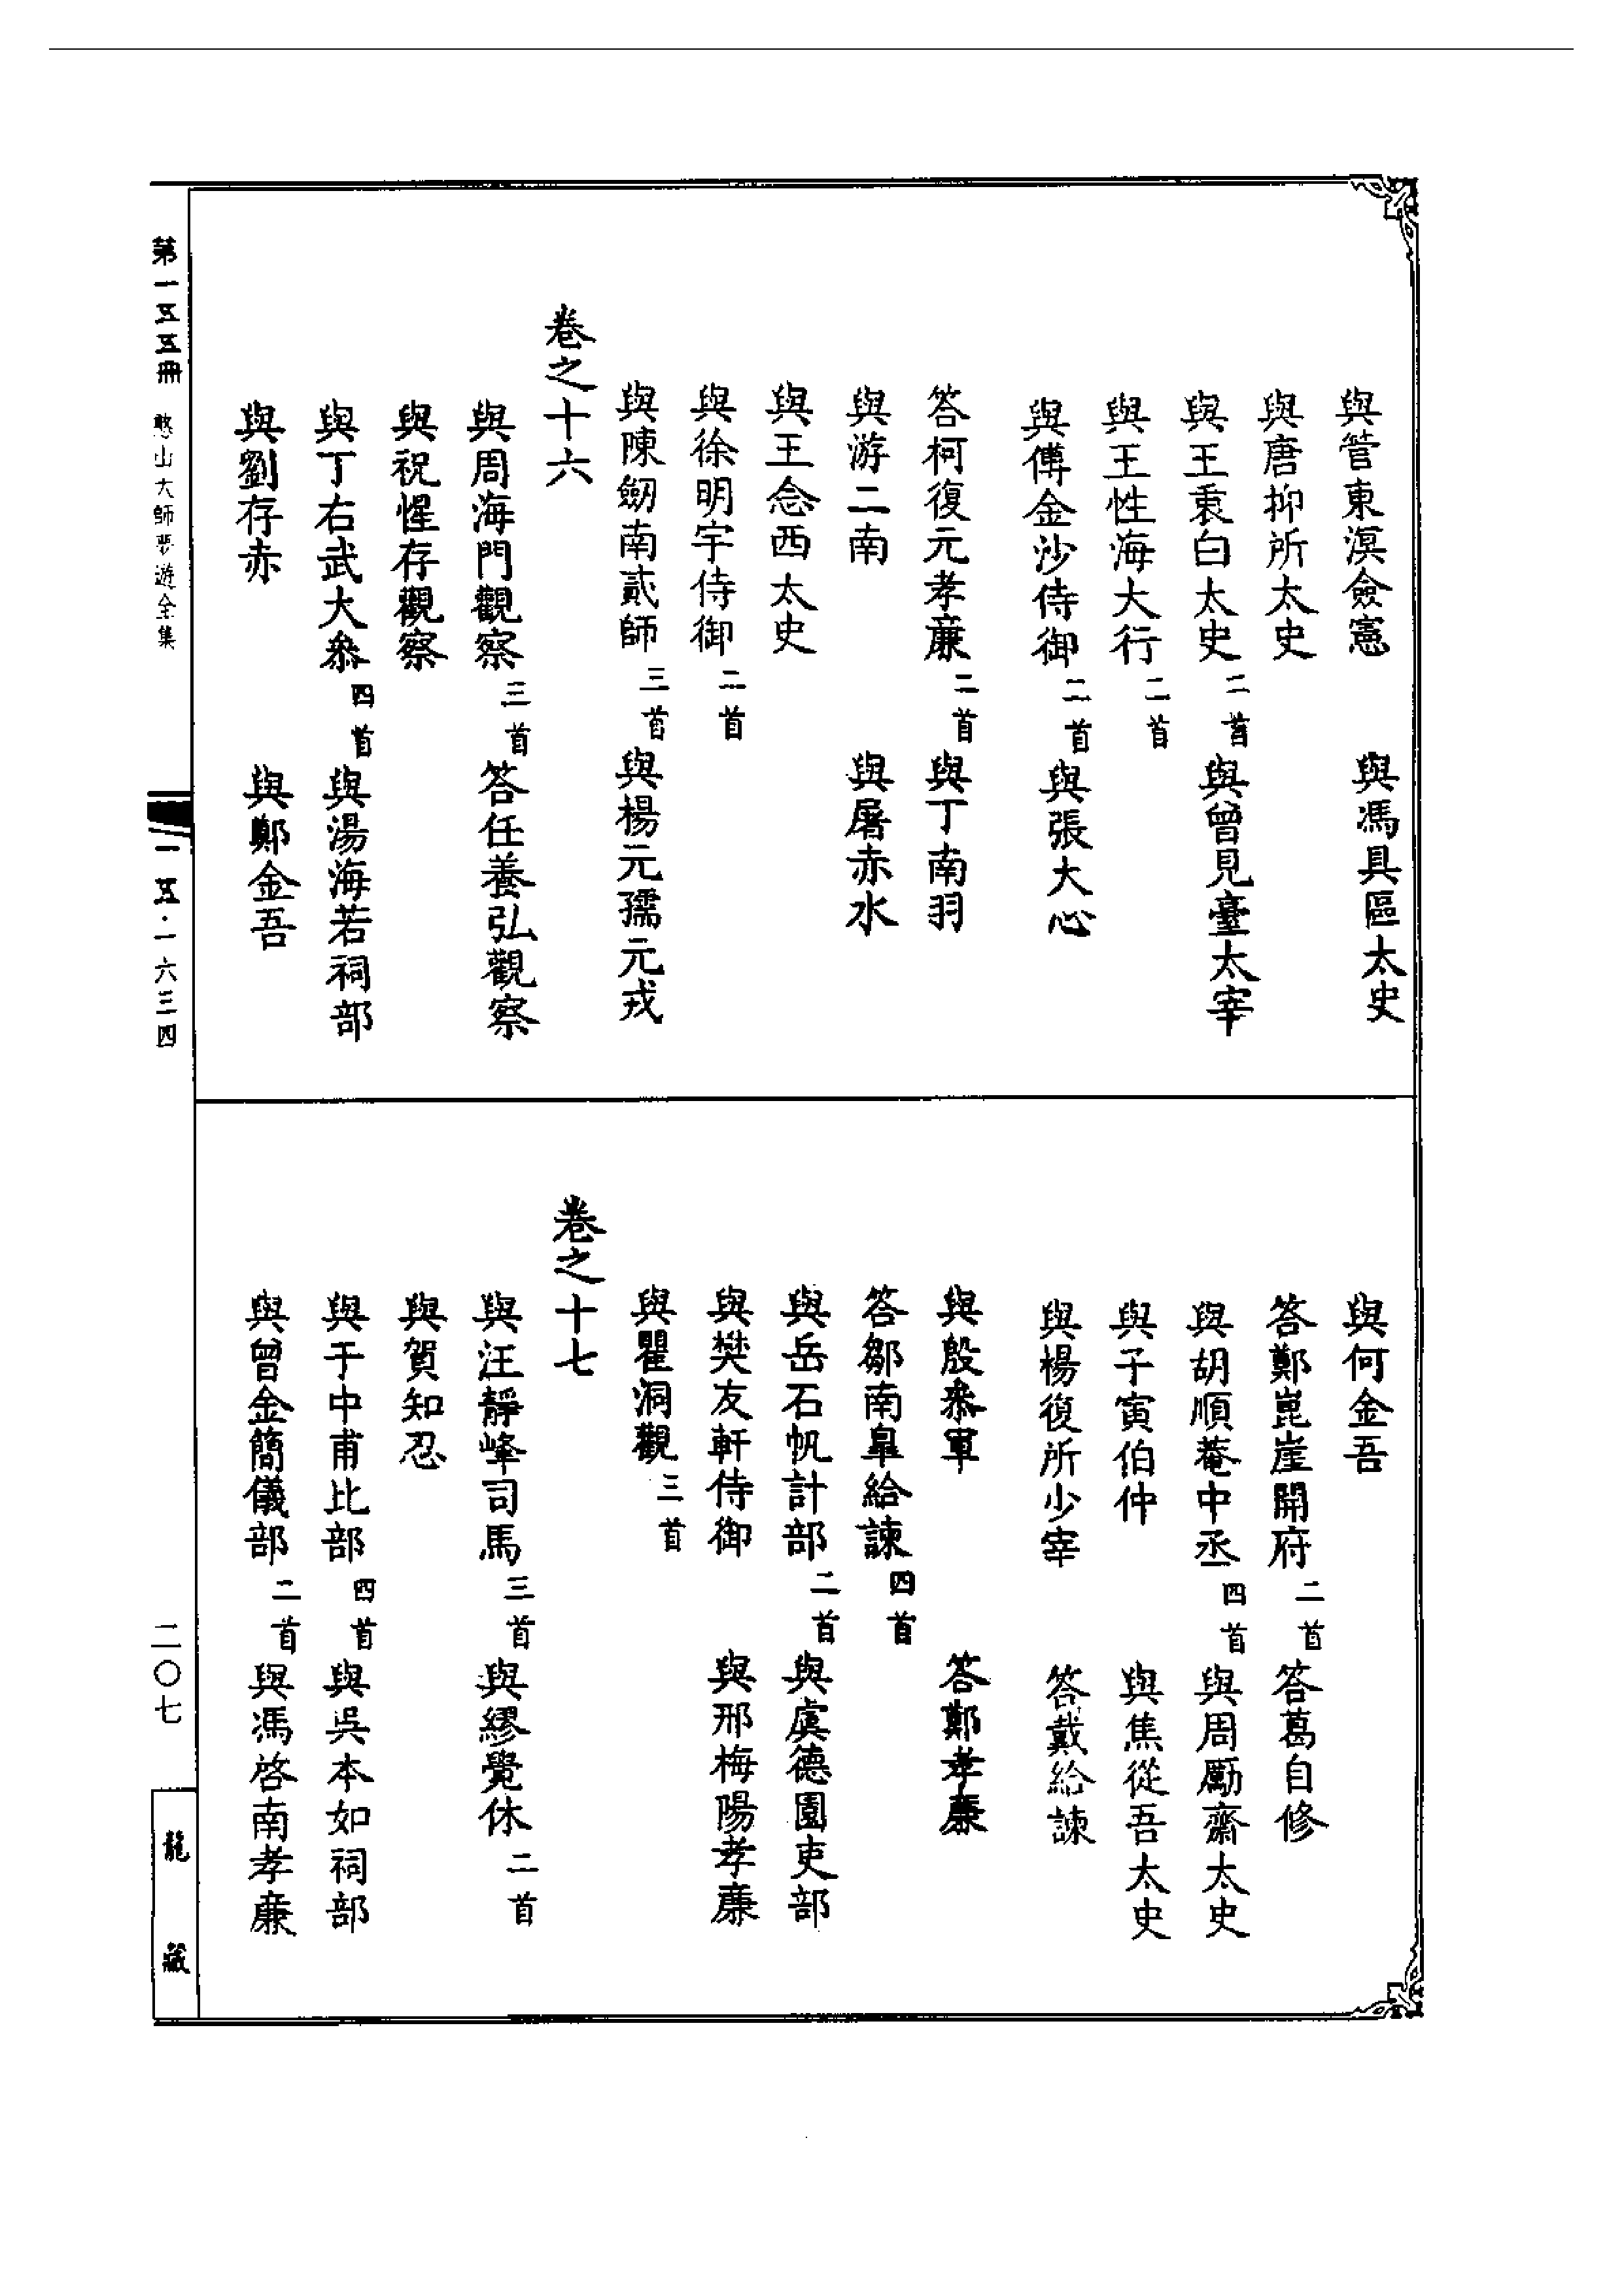 與管東溟僉憲　與馮具區太史
與唐抑所太史
與王衷白太史二首　與曾見臺太宰
與王性海大行二首
與傅金沙侍御二首　與張大心
答柯復元孝廉二首　與丁南羽
與游二南　與屠赤水
與王念西太史
與徐明宇侍御二首
與陳劒南貳師三首　與楊元孺元戎
卷之十六
與周海門觀察三首　答任養弘觀察
與祝惺存觀察
與丁右武大叅四首　與湯海若祠部
與劉存赤　與鄭金吾
與何金吾
答鄭崑崖開府二首　答葛自修
與胡順菴中丞四首　與周勵齋太史
與子寅伯仲　與焦從吾太史
與楊復所少宰　答戴給諫
與殷叅軍　答鄭孝廉
答鄒南臯給諫四首
與岳石帆計部二首　與虞德園吏部
與樊友軒侍御　與邢梅陽孝廉
與瞿洞觀三首
卷之十七
與汪靜峰司馬三首　與繆覺休二首
與賀知忍
與于中甫比部四首　與吳本如祠部
與曾金簡儀部二首　與馮啓南孝廉
第一五五冊　憨山大師夢遊全集　一五五·一六三四　二〇七　龍藏